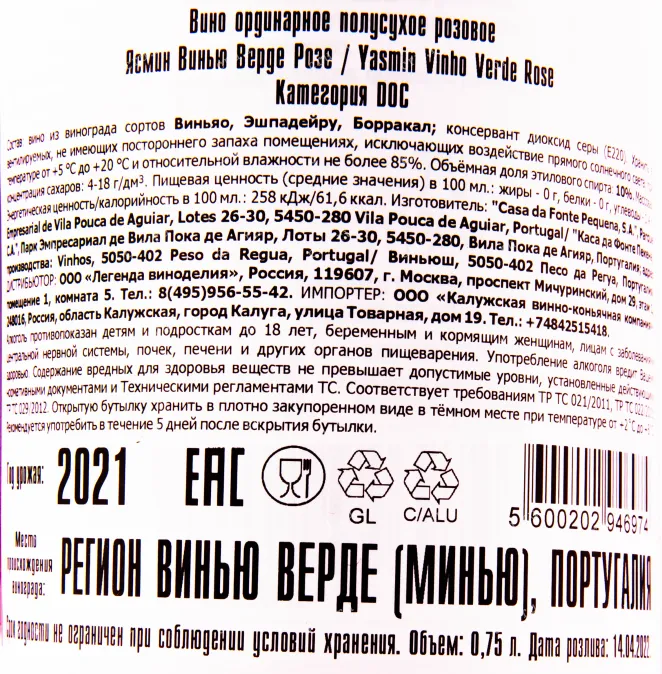 Вино ординарное полусухое розовое
Ясмин Винью Верде Розе / Yasmin Vinho Verde Rose
Категория DOC
Состав: вино из винограда сортов Виньяо, Эшпадейру, Борракал; консервант диоксид серы (E220).
вентилируемых, не имеющих постороннего запаха помещениях, исключающих воздействие прямого солнечного света
температуре от +5 °С до +20 °С и относительной влажности не более 85%. Объёмная доля этилового спирта: 10%.
концентрация сахаров: 4-18 г/дм³. Пищевая ценность (средние значения) в 100 мл.: жиры - 0 г, белки - 0 г, углеводы
Энергетическая ценность/калорийность в 100 мл.: 258 кДж/61,6 ккал. Изготовитель: "Casa da Fonte Pequena, S.A.",
Empresarial de Vila Pouca de Aguiar, Lotes 26-30, 5450-280 Vila Pouca de Aguiar, Portugal/ "Каса да Фонте
С.А.", Парк Эмпресариал де Вила Пока де Агияр, Лоты 26-30, 5450-280, Вила Пока де Агияр, Португалия;
производства: Vinhos, 5050-402 Peso da Regua, Portugal/ Виньюш, 5050-402 Песо да Регуа,
ДИСТРИБЬЮТОР: ООО «Легенда виноделия», Россия, 119607, г. Москва, проспект Мичуринский, дом 29,
помещение 1, комната 5. Тел.: 8(495)956-55-42. ИМПОРТЕР: ООО «Калужская винно-коньячная компания»
248016, Россия, область Калужская, город Калуга, улица Товарная, дом 19. Тел.: +74842515418.
Алкоголь противопоказан детям и подросткам до 18 лет, беременным и кормящим женщинам, лицам с
центральной нервной системы, почек, печени и других органов пищеварения. Употребление алкоголя вредит
здоровью. Содержание вредных для здоровья веществ не превышает допустимые уровни, установленные
нормативными документами и Техническими регламентами ТС. Соответствует требованиям ТР ТС 021/2011, ТР ТС
ТР ТС 029/2012. Открытую бутылку хранить в плотно закупоренном виде в тёмном месте при температуре от +2°С до
Рекомендуется употребить в течение 5 дней после вскрытия бутылки.
Год урожая: 2021 EAC GL C/ALU 5 600202 946974
Место происхождения винограда: РЕГИОН ВИНЬЮ ВЕРДЕ (МИНЬЮ), ПОРТУГАЛИЯ
Срок годности не ограничен при соблюдении условий хранения. Объем: 0,75 л. Дата розлива: 14.04.2022